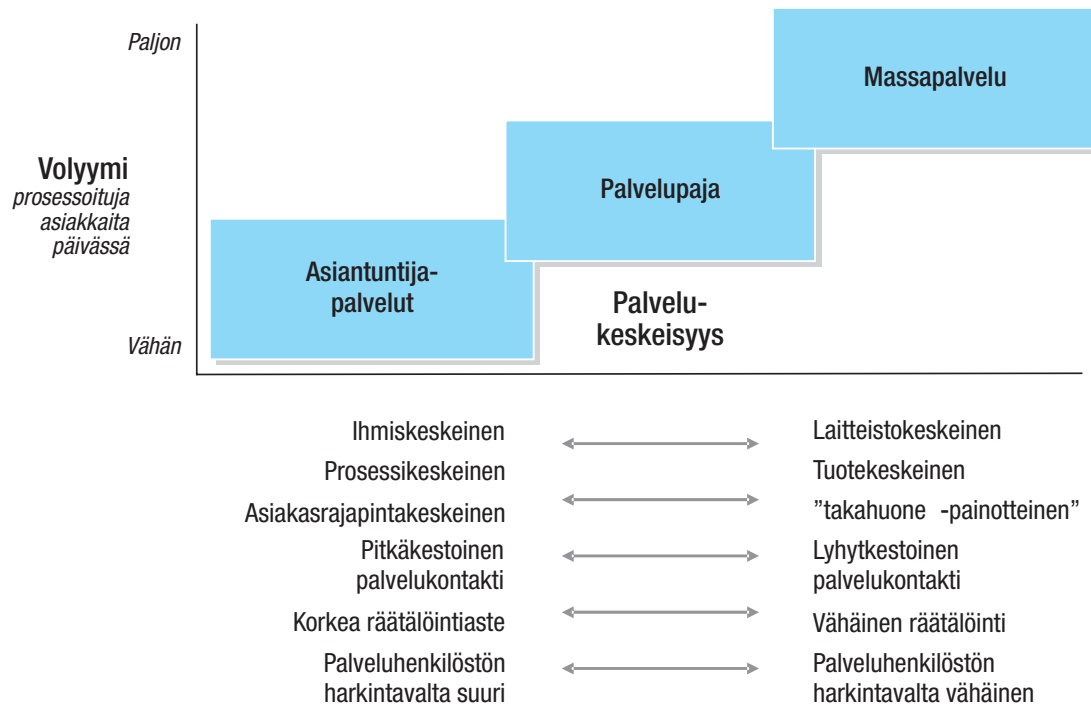 Paljon
Massapalvelu
Volyymi
prosessoituja
asiakkaita
päivässä
Palvelupaja
Asiantuntija-
palvelut
Palvelu-
keskeisyys
Vähän
Ihmiskeskeinen
Laitteistokeskeinen
Prosessikeskeinen
Tuotekeskeinen
Asiakasrajapintakeskeinen
”takahuone -painotteinen”
Pitkäkestoinen
palvelukontakti
Lyhytkestoinen
palvelukontakti
Korkea räätälöintiaste
Vähäinen räätälöinti
Palveluhenkilöstön
harkintavalta suuri
Palveluhenkilöstön
harkintavalta vähäinen